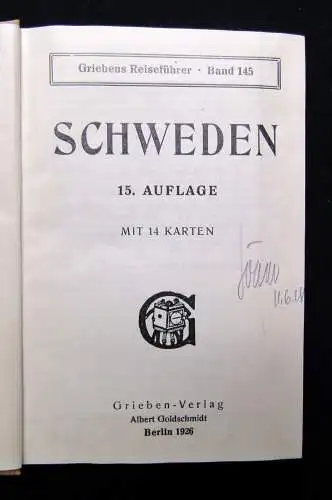 Griebens Reiseführer · Band 145
SCHWEDEN
15. AUFLAGE
MIT 14 KARTEN
G
Grieben-Verlag
Albert Goldschmidt
Berlin 1926